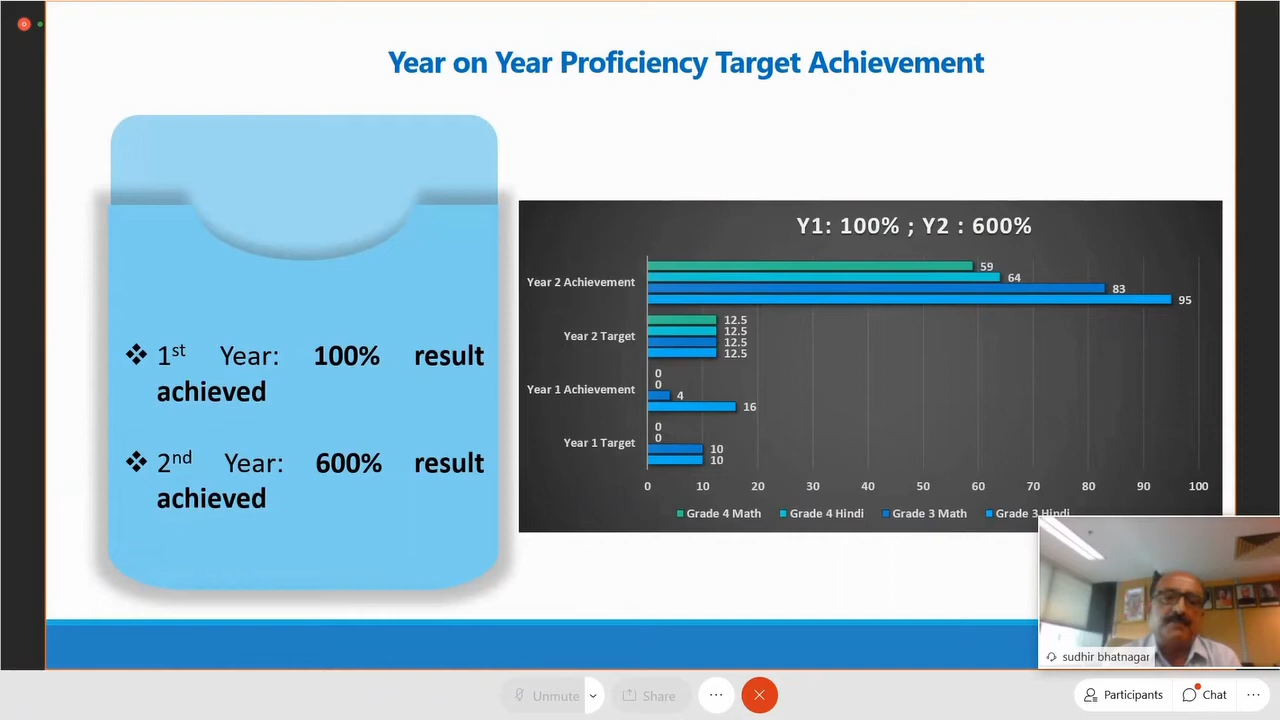 Year on Year Proficiency Target Achievement
❖ 1st Year: 100% result
achieved
❖ 2nd Year: 600% result
achieved
Y1: 100% ; Y2 : 600%
Year 2 Achievement
59
64
83
95
Year 2 Target
12.5
12.5
12.5
12.5
Year 1 Achievement
0
0
4
16
Year 1 Target
0
0
10
10
0 10 20 30 40 50 60 70 80 90 100
Grade 4 Math Grade 4 Hindi Grade 3 Math Grade 3 Hindi
sudhir bhatnagar
Unmute Share Participants Chat